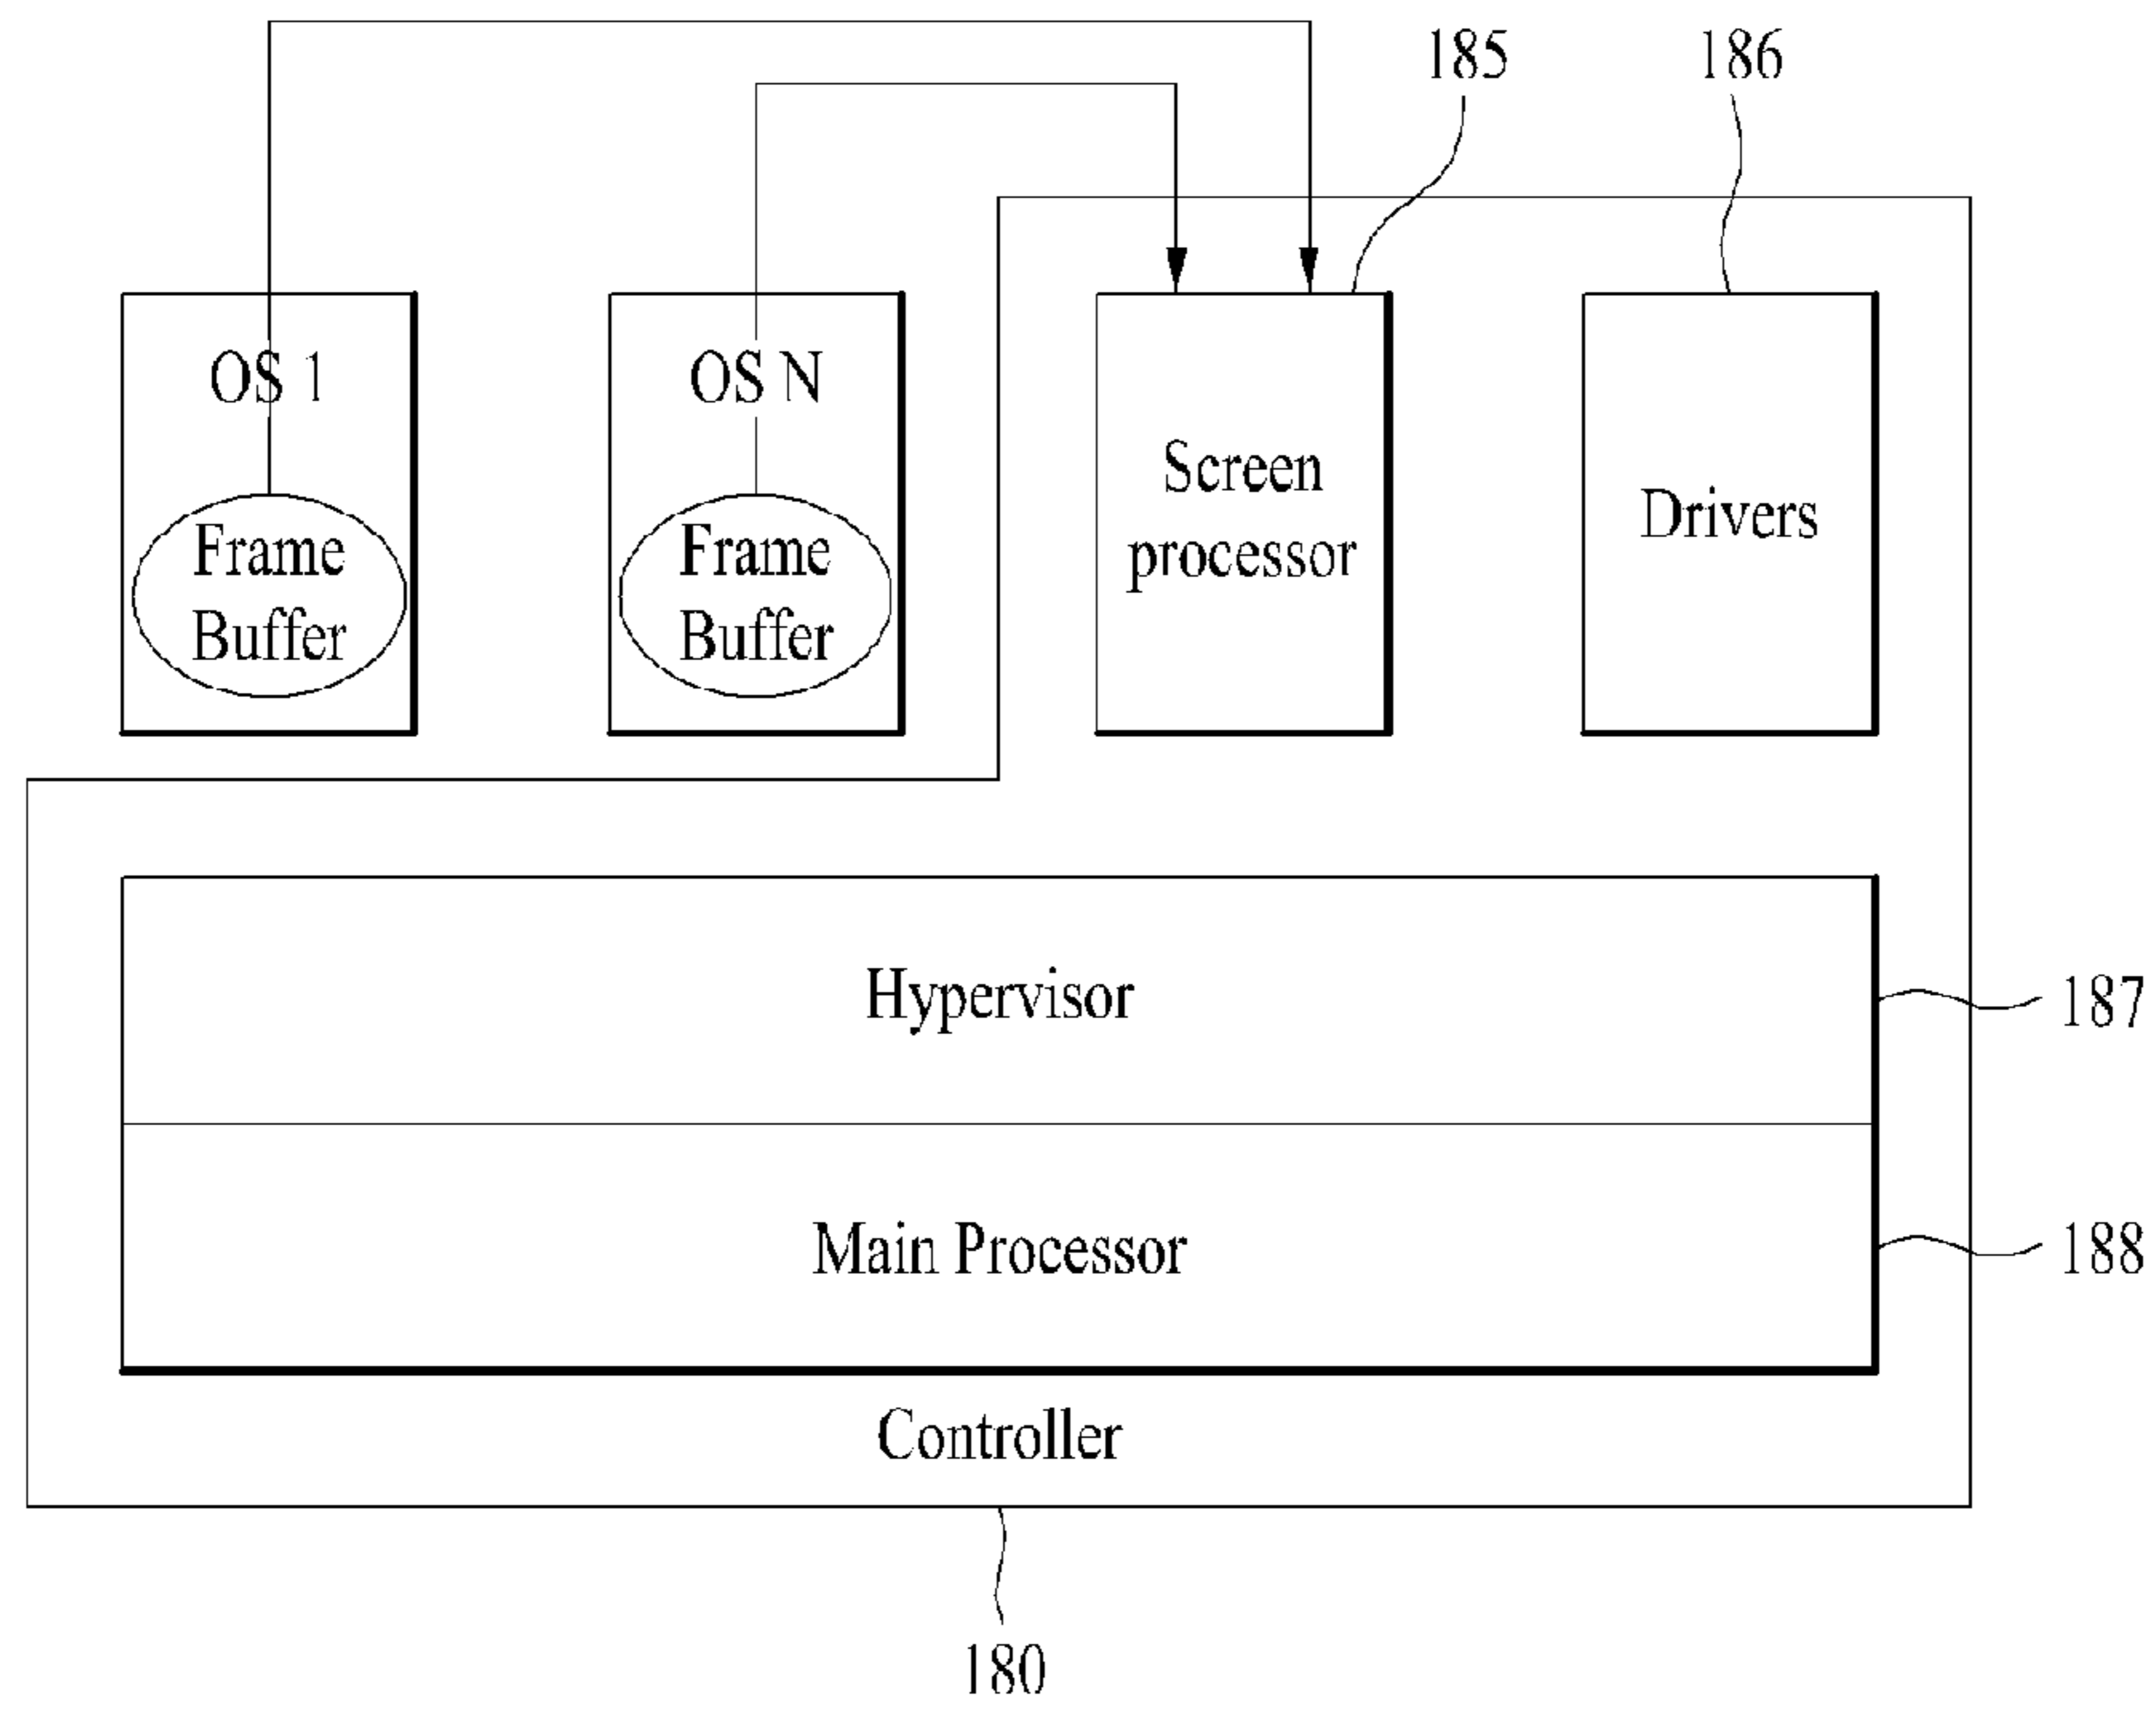 185
186
OS 1
OS N
Frame
Buffer
Frame
Buffer
Screen
processor
Drivers
Hypervisor
187
Main Processor
188
Controller
180